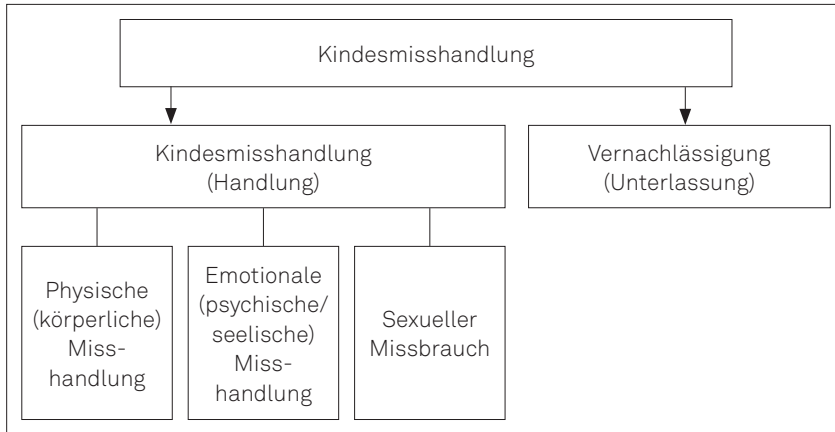 Kindesmisshandlung
Kindesmisshandlung
(Handlung)
Vernachlässigung
(Unterlassung)
Physische
(körperliche)
Miss-
handlung
Emotionale
(psychische/
seelische)
Miss-
handlung
Sexueller
Missbrauch